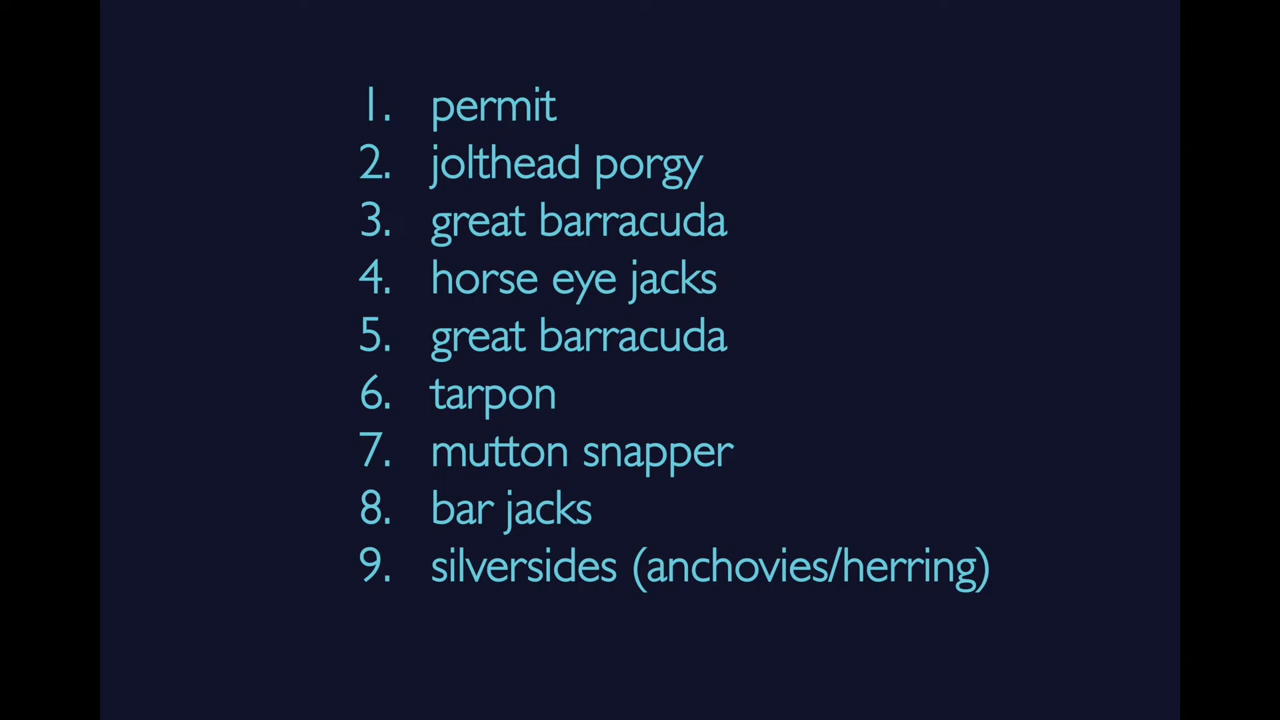 1. permit
2. jolthead porgy
3. great barracuda
4. horse eye jacks
5. great barracuda
6. tarpon
7. mutton snapper
8. bar jacks
9. silversides (anchovies/herring)